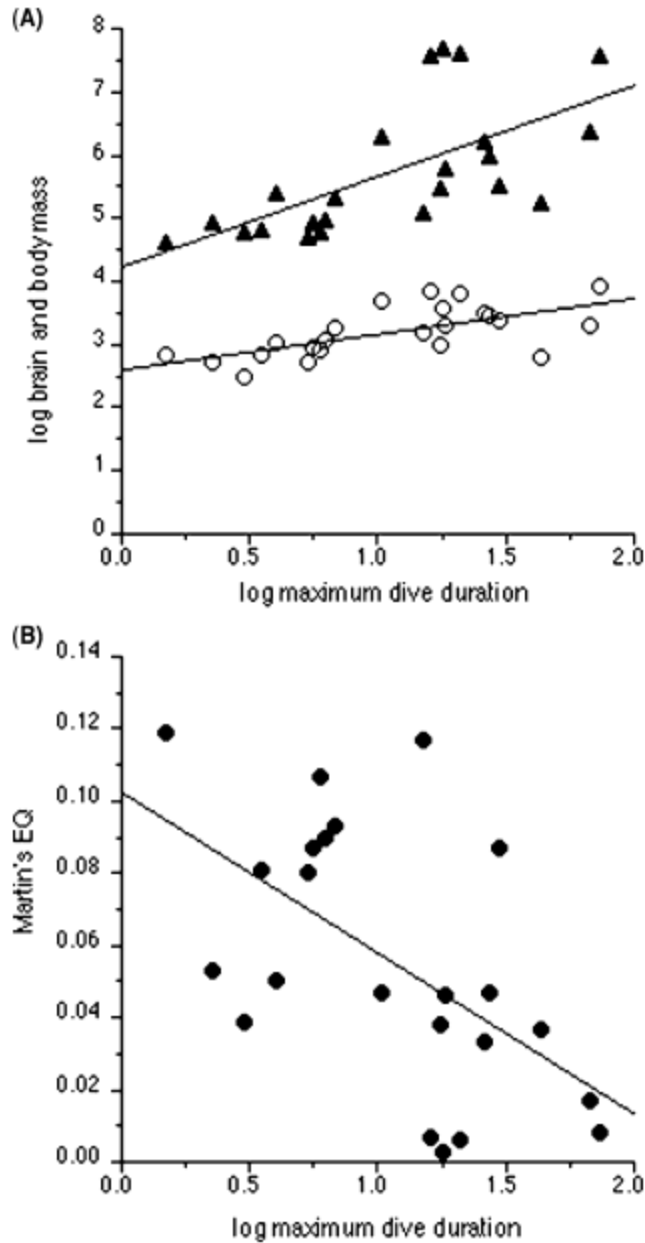 (A)
8
7
6
5
4
3
2
1
0
log brain and body mass
0.0 0.5 1.0 1.5 2.0
log maximum dive duration
(B)
0.14
0.12
0.10
0.08
0.06
0.04
0.02
0.00
Martin's EQ
0.0 0.5 1.0 1.5 2.0
log maximum dive duration